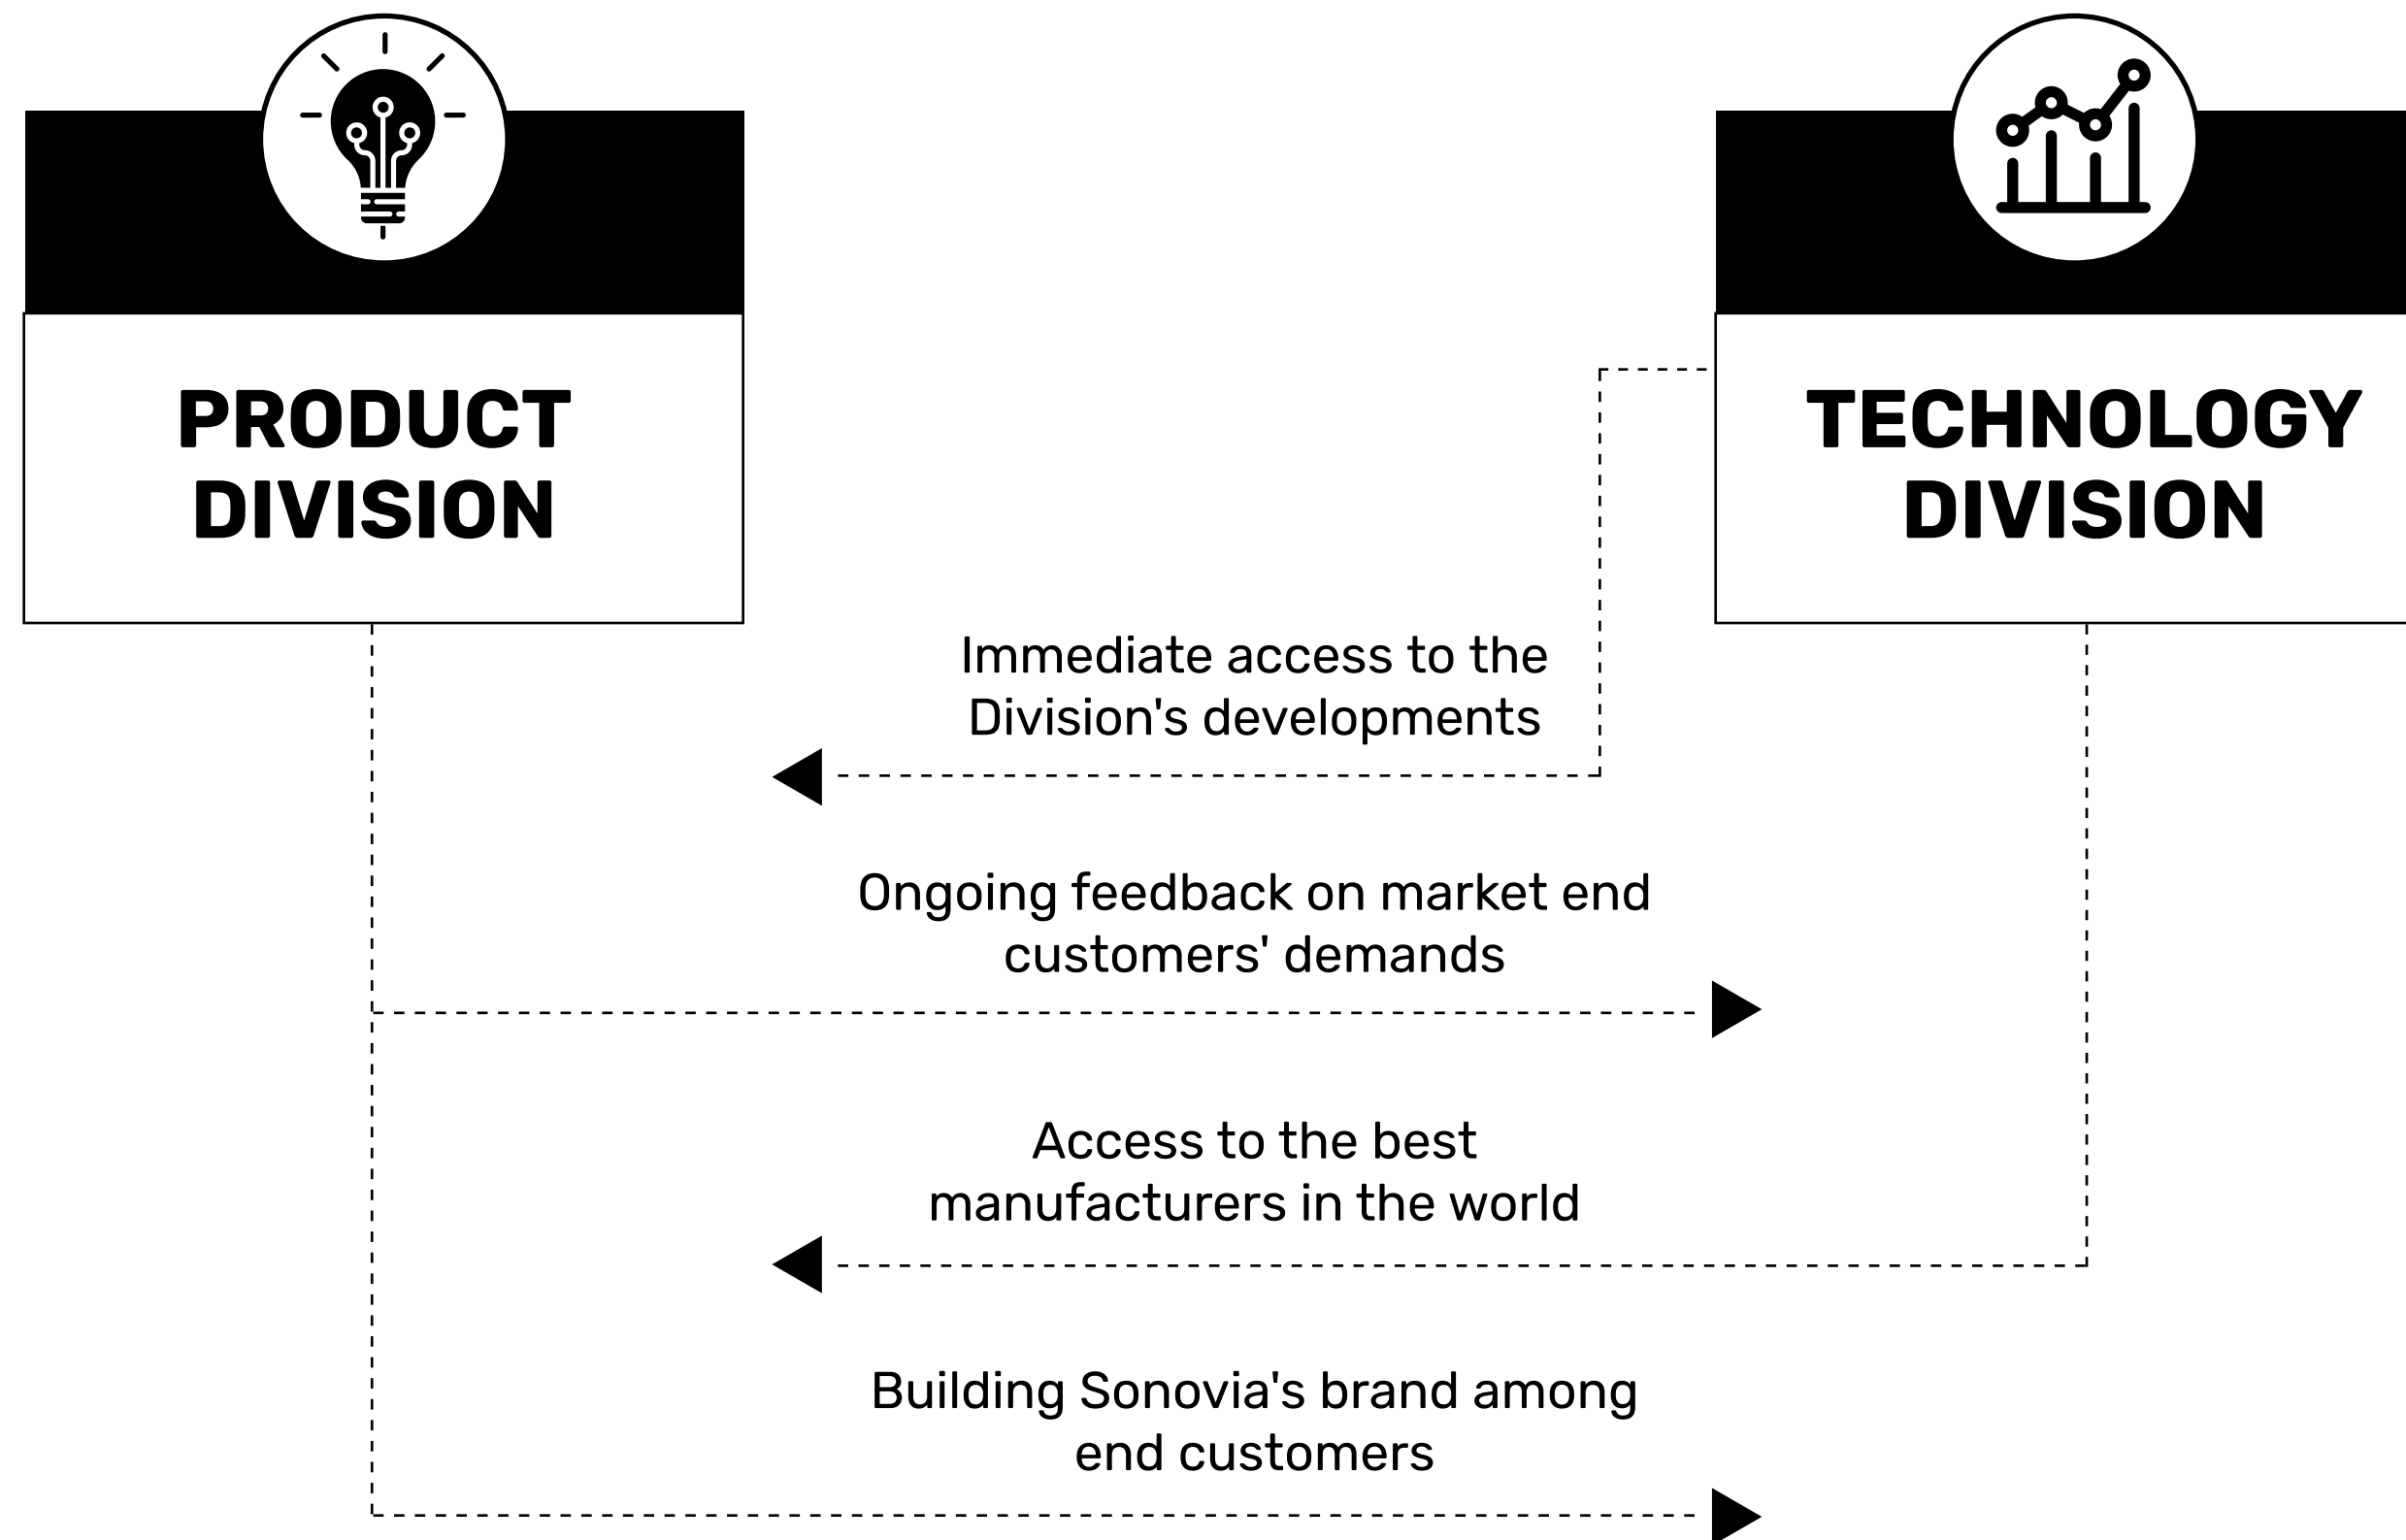 PRODUCT
DIVISION
TECHNOLOGY
DIVISION
Immediate access to the
Division's developments
Ongoing feedback on market end
customers' demands
Access to the best
manufacturers in the world
Building Sonovia's brand among
end customers